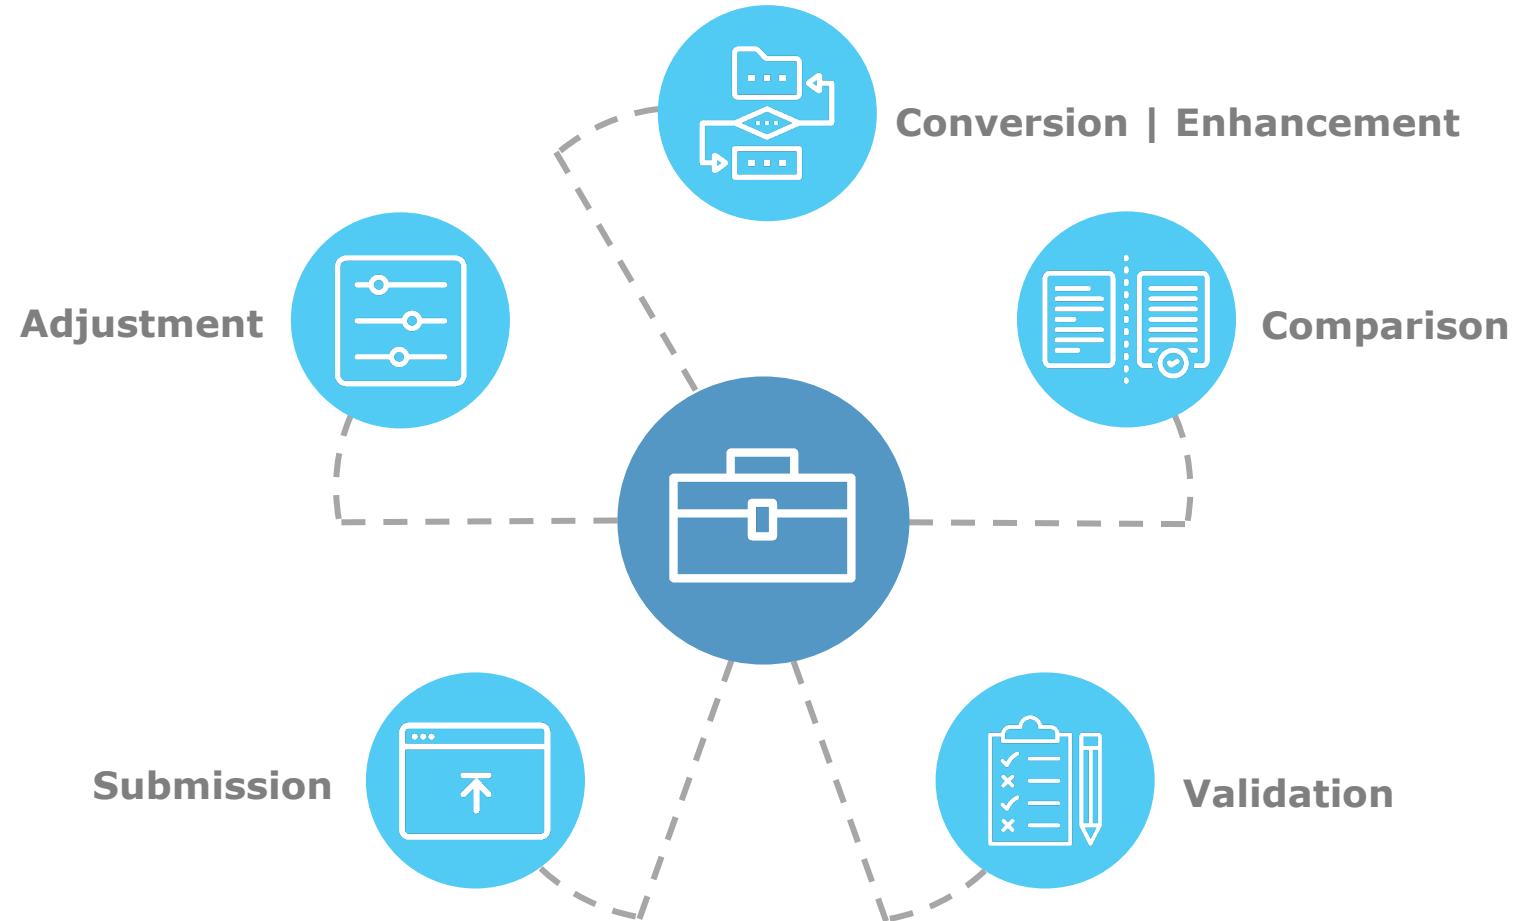 Conversion | Enhancement
Adjustment
Comparison
Submission
Validation